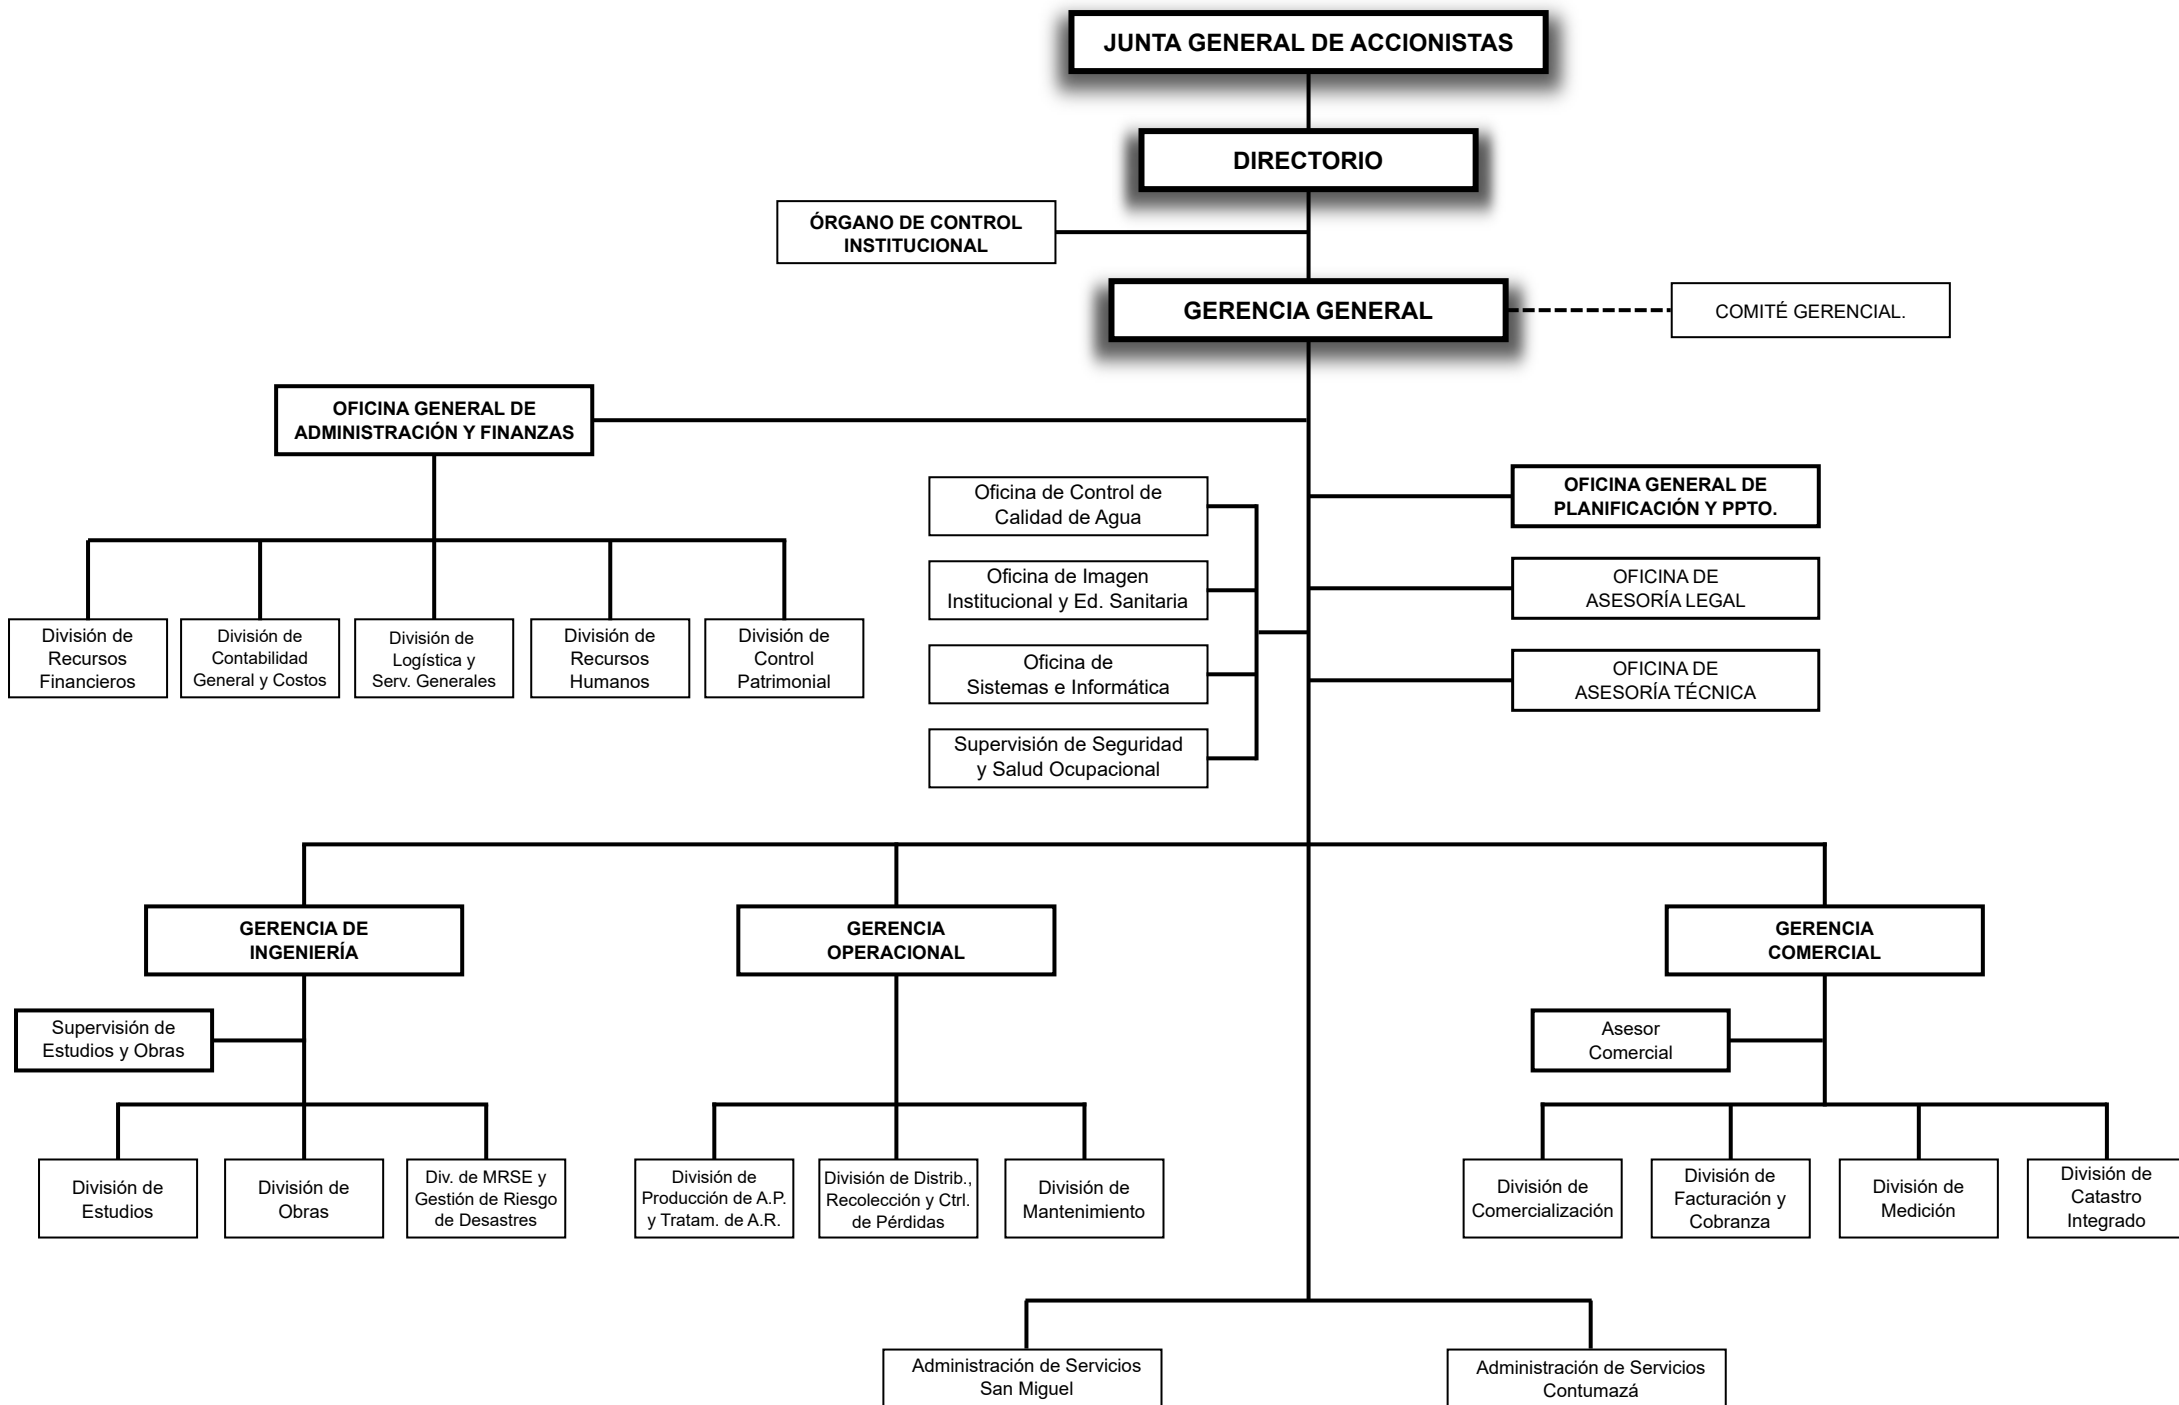 JUNTA GENERAL DE ACCIONISTAS
DIRECTORIO
ÓRGANO DE CONTROL
INSTITUCIONAL
GERENCIA GENERAL
COMITÉ GERENCIAL.
OFICINA GENERAL DE
ADMINISTRACIÓN Y FINANZAS
Oficina de Control de
Calidad de Agua
OFICINA GENERAL DE
PLANIFICACIÓN Y PPTO.
Oficina de Imagen
Institucional y Ed. Sanitaria
OFICINA DE
ASESORÍA LEGAL
División de
Recursos
Financieros
División de
Contabilidad
General y Costos
División de
Logística y
Serv. Generales
División de
Recursos
Humanos
División de
Control
Patrimonial
Oficina de
Sistemas e Informática
OFICINA DE
ASESORÍA TÉCNICA
Supervisión de Seguridad
y Salud Ocupacional
GERENCIA DE
INGENIERÍA
GERENCIA
OPERACIONAL
GERENCIA
COMERCIAL
Supervisión de
Estudios y Obras
Asesor
Comercial
División de
Estudios
División de
Obras
Div. de MRSE y
Gestión de Riesgo
de Desastres
División de
Producción de A.P.
y Tratam. de A.R.
División de Distrib.,
Recolección y Ctrl.
de Pérdidas
División de
Mantenimiento
División de
Comercialización
División de
Facturación y
Cobranza
División de
Medición
División de
Catastro
Integrado
Administración de Servicios
San Miguel
Administración de Servicios
Contumazá